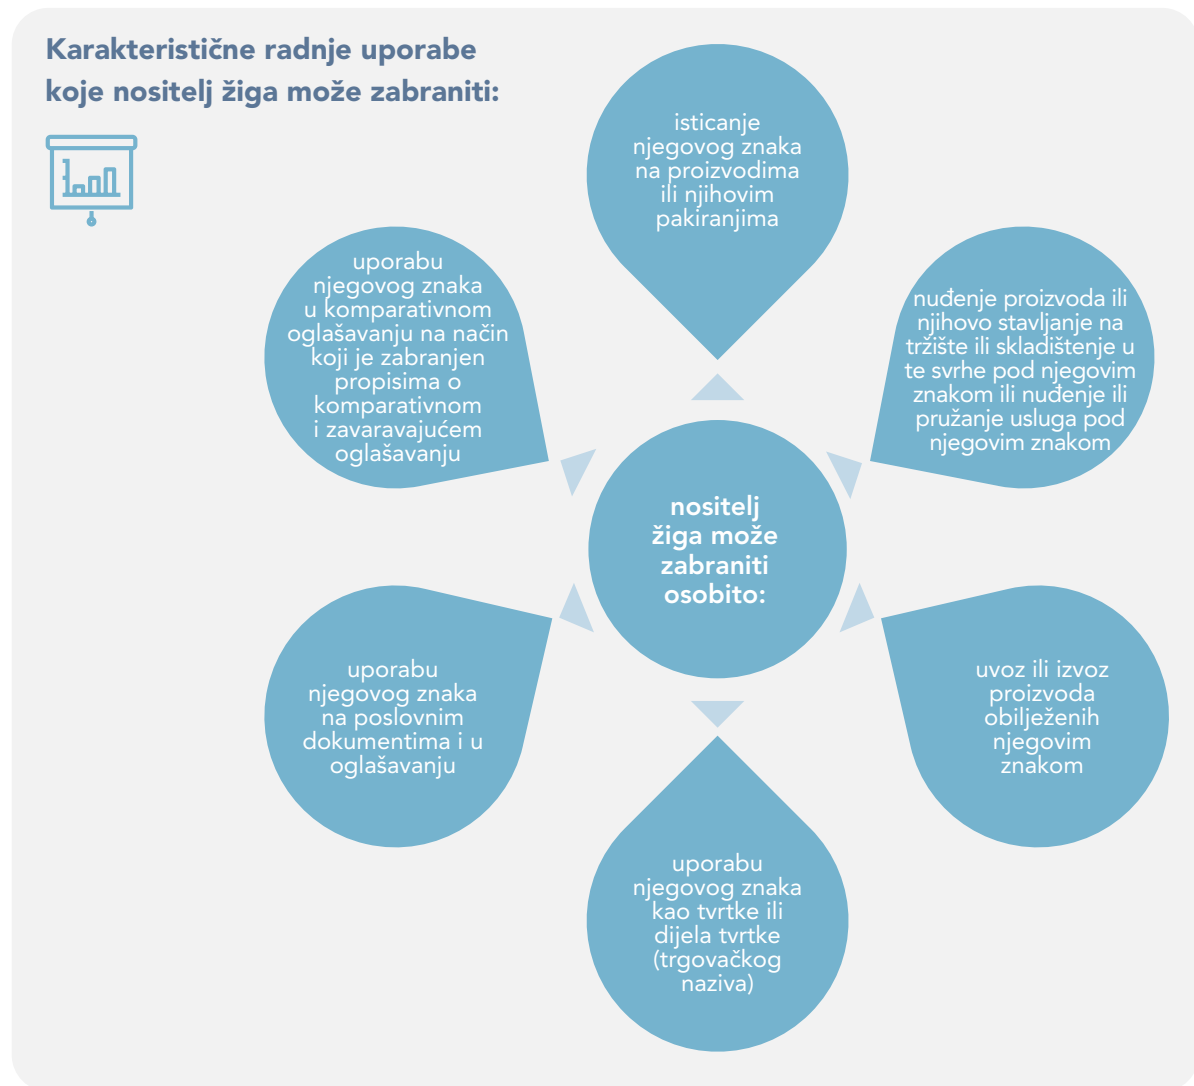 Karakteristične radnje uporabe
koje nositelj žiga može zabraniti:
isticanje
njegovog znaka
na proizvodima
ili njihovim
pakiranjima
uporabu
njegovog znaka
u komparativnom
oglašavanju na način
koji je zabranjen
propisima o
komparativnom
i zavaravajućem
oglašavanju
nuđenje proizvoda ili
njihovo stavljanje na
tržište ili skladištenje u
te svrhe pod njegovim
znakom ili nuđenje ili
pružanje usluga pod
njegovim znakom
nositelj
žiga može
zabraniti
osobito:
uporabu
njegovog znaka
na poslovnim
dokumentima i u
oglašavanju
uvoz ili izvoz
proizvoda
obilježenih
njegovim
znakom
uporabu
njegovog znaka
kao tvrtke ili
dijela tvrtke
(trgovačkog
naziva)